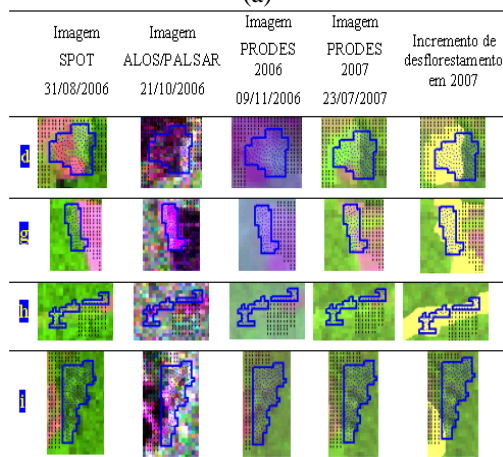 (a)
Imagem SPOT 31/08/2006
Imagem ALOS/PALSAR 21/10/2006
Imagem PRODES 2006 09/11/2006
Imagem PRODES 2007 23/07/2007
Incremento de desflorestamento em 2007
d
g
h
i